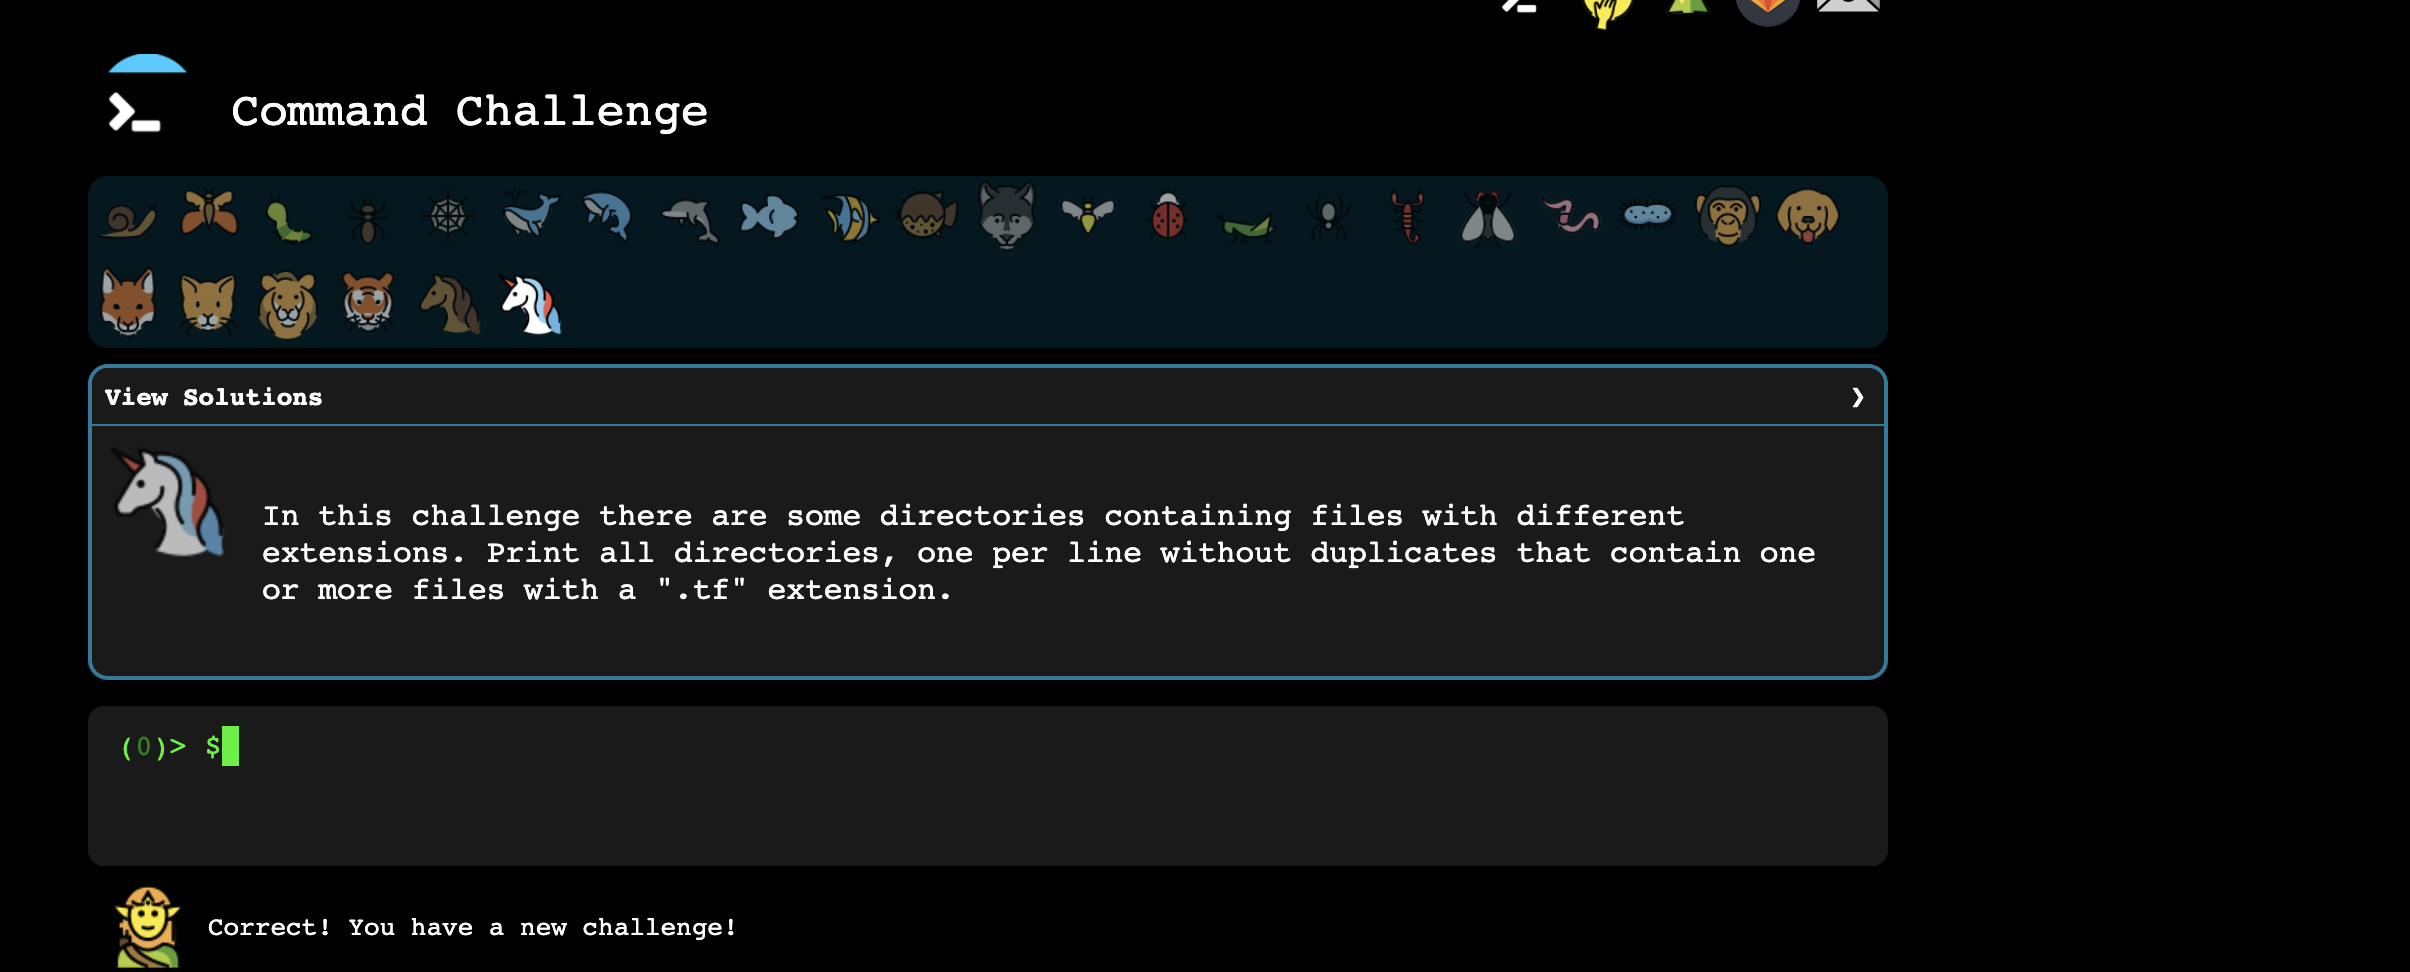 Command Challenge
View Solutions
In this challenge there are some directories containing files with different
extensions. Print all directories, one per line without duplicates that contain one
or more files with a ".tf" extension.
(0)> $
Correct! You have a new challenge!